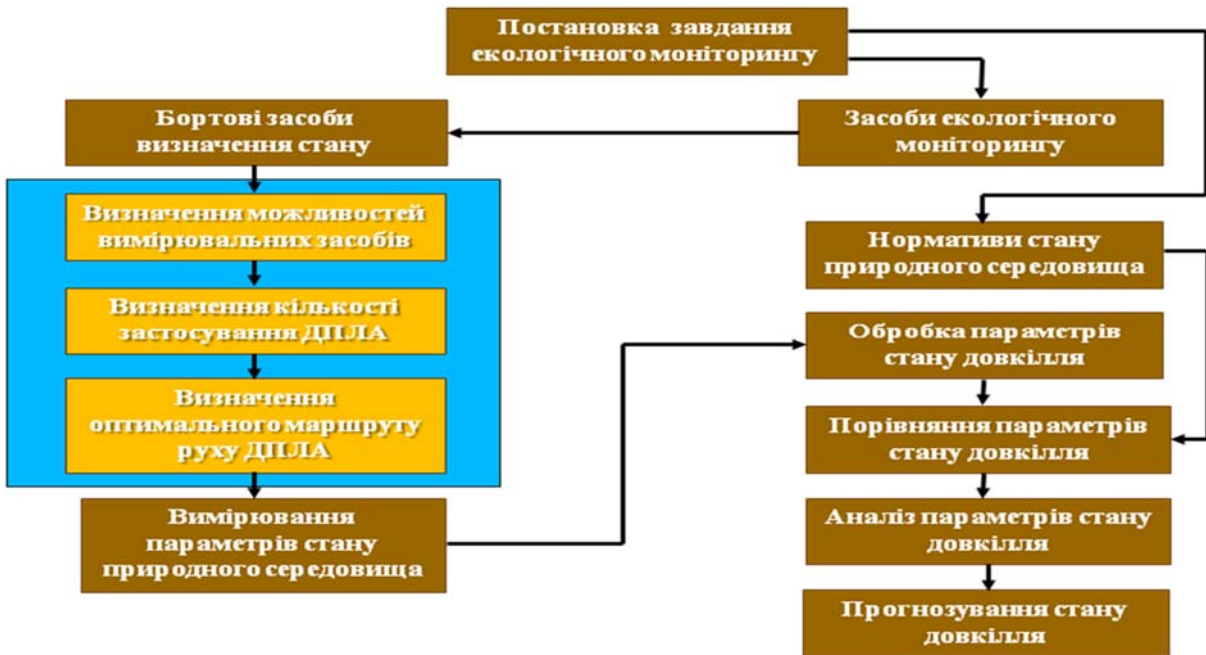 Постановка завдання
екологічного моніторингу
Бортові засоби
визначення стану
Засоби екологічного
моніторингу
Визначення можливостей
вимірювальних засобів
Визначення кількості
застосування ДПЛА
Визначення
оптимального маршруту
руху ДПЛА
Вимірювання
параметрів стану
природного середовища
Нормативи стану
природного середовища
Обробка параметрів
стану довкілля
Порівняння параметрів
стану довкілля
Аналіз параметрів стану
довкілля
Прогнозування стану
довкілля